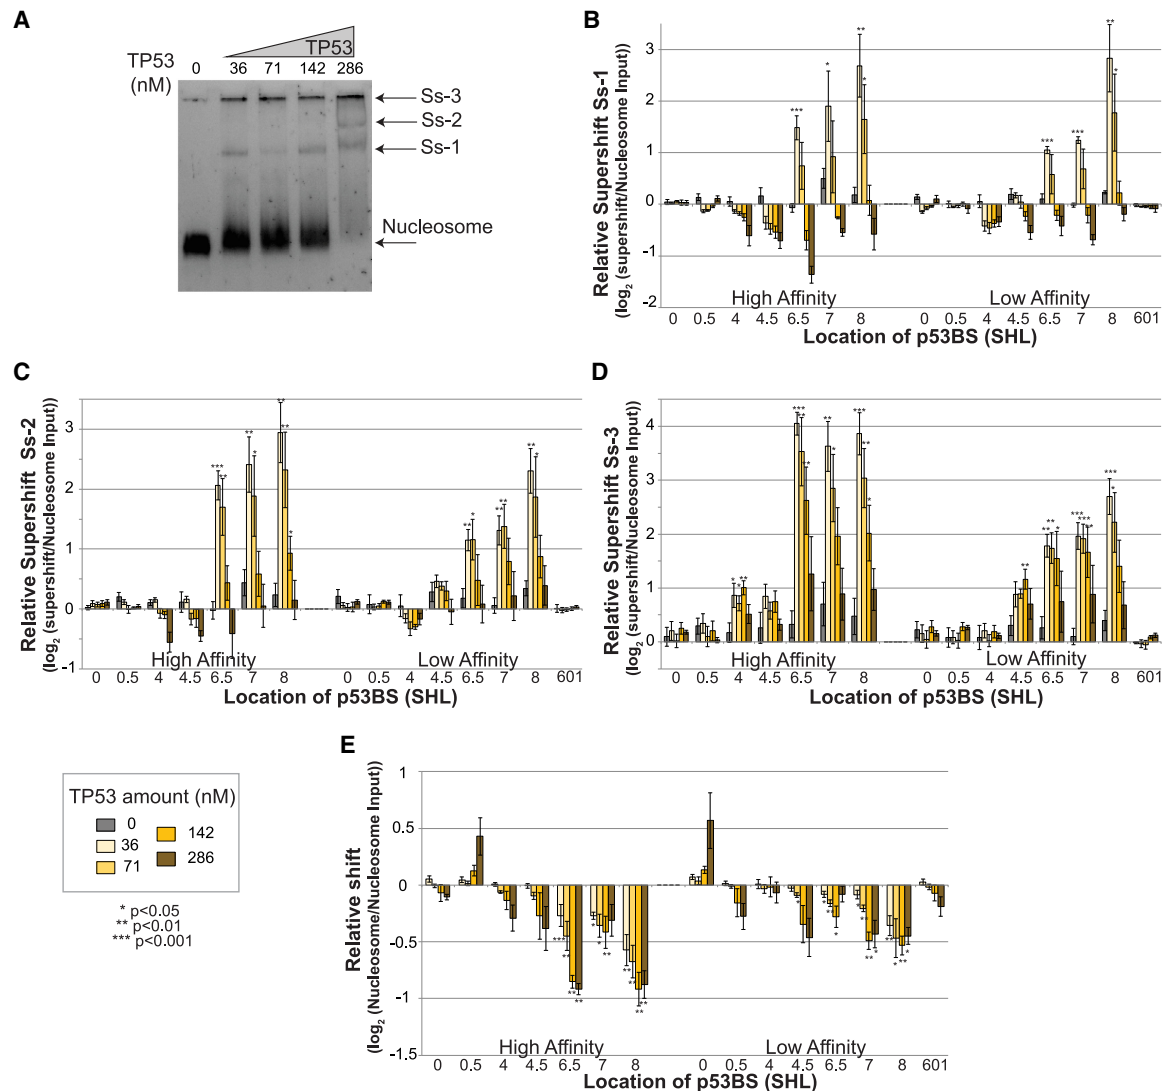 A
TP53
TP53
(nM)
0 36 71 142 286
Ss-3
Ss-2
Ss-1
Nucleosome
B
Relative Supershift Ss-1
(log2 (supershift/Nucleosome Input))
3
2
1
0
-1
-2
** * *** ** * *** *** ** *
High Affinity Low Affinity
0 0.5 4 4.5 6.5 7 8 0 0.5 4 4.5 6.5 7 8 601
Location of p53BS (SHL)
C
Relative Supershift Ss-2
(log2 (supershift/Nucleosome Input))
3
2
1
0
-1
*** ** ** * ** ** * ** * ** ** ** *
High Affinity Low Affinity
0 0.5 4 4.5 6.5 7 8 0 0.5 4 4.5 6.5 7 8 601
Location of p53BS (SHL)
D
Relative Supershift Ss-3
(log2 (supershift/Nucleosome Input))
4
3
2
1
0
* * ** *** ** * ** * *** ** * ** ** ** * *** *** ** *** *
High Affinity Low Affinity
0 0.5 4 4.5 6.5 7 8 0 0.5 4 4.5 6.5 7 8 601
Location of p53BS (SHL)
TP53 amount (nM)
0 142
36 286
71
* p<0.05
** p<0.01
*** p<0.001
E
Relative shift
(log2 (Nucleosome/Nucleosome Input))
1
0.5
0
-0.5
-1
-1.5
*** ** ** ** * * ** ** ** ** ** ** * * ** * * ** ** * * * ** *
High Affinity Low Affinity
0 0.5 4 4.5 6.5 7 8 0 0.5 4 4.5 6.5 7 8 601
Location of p53BS (SHL)